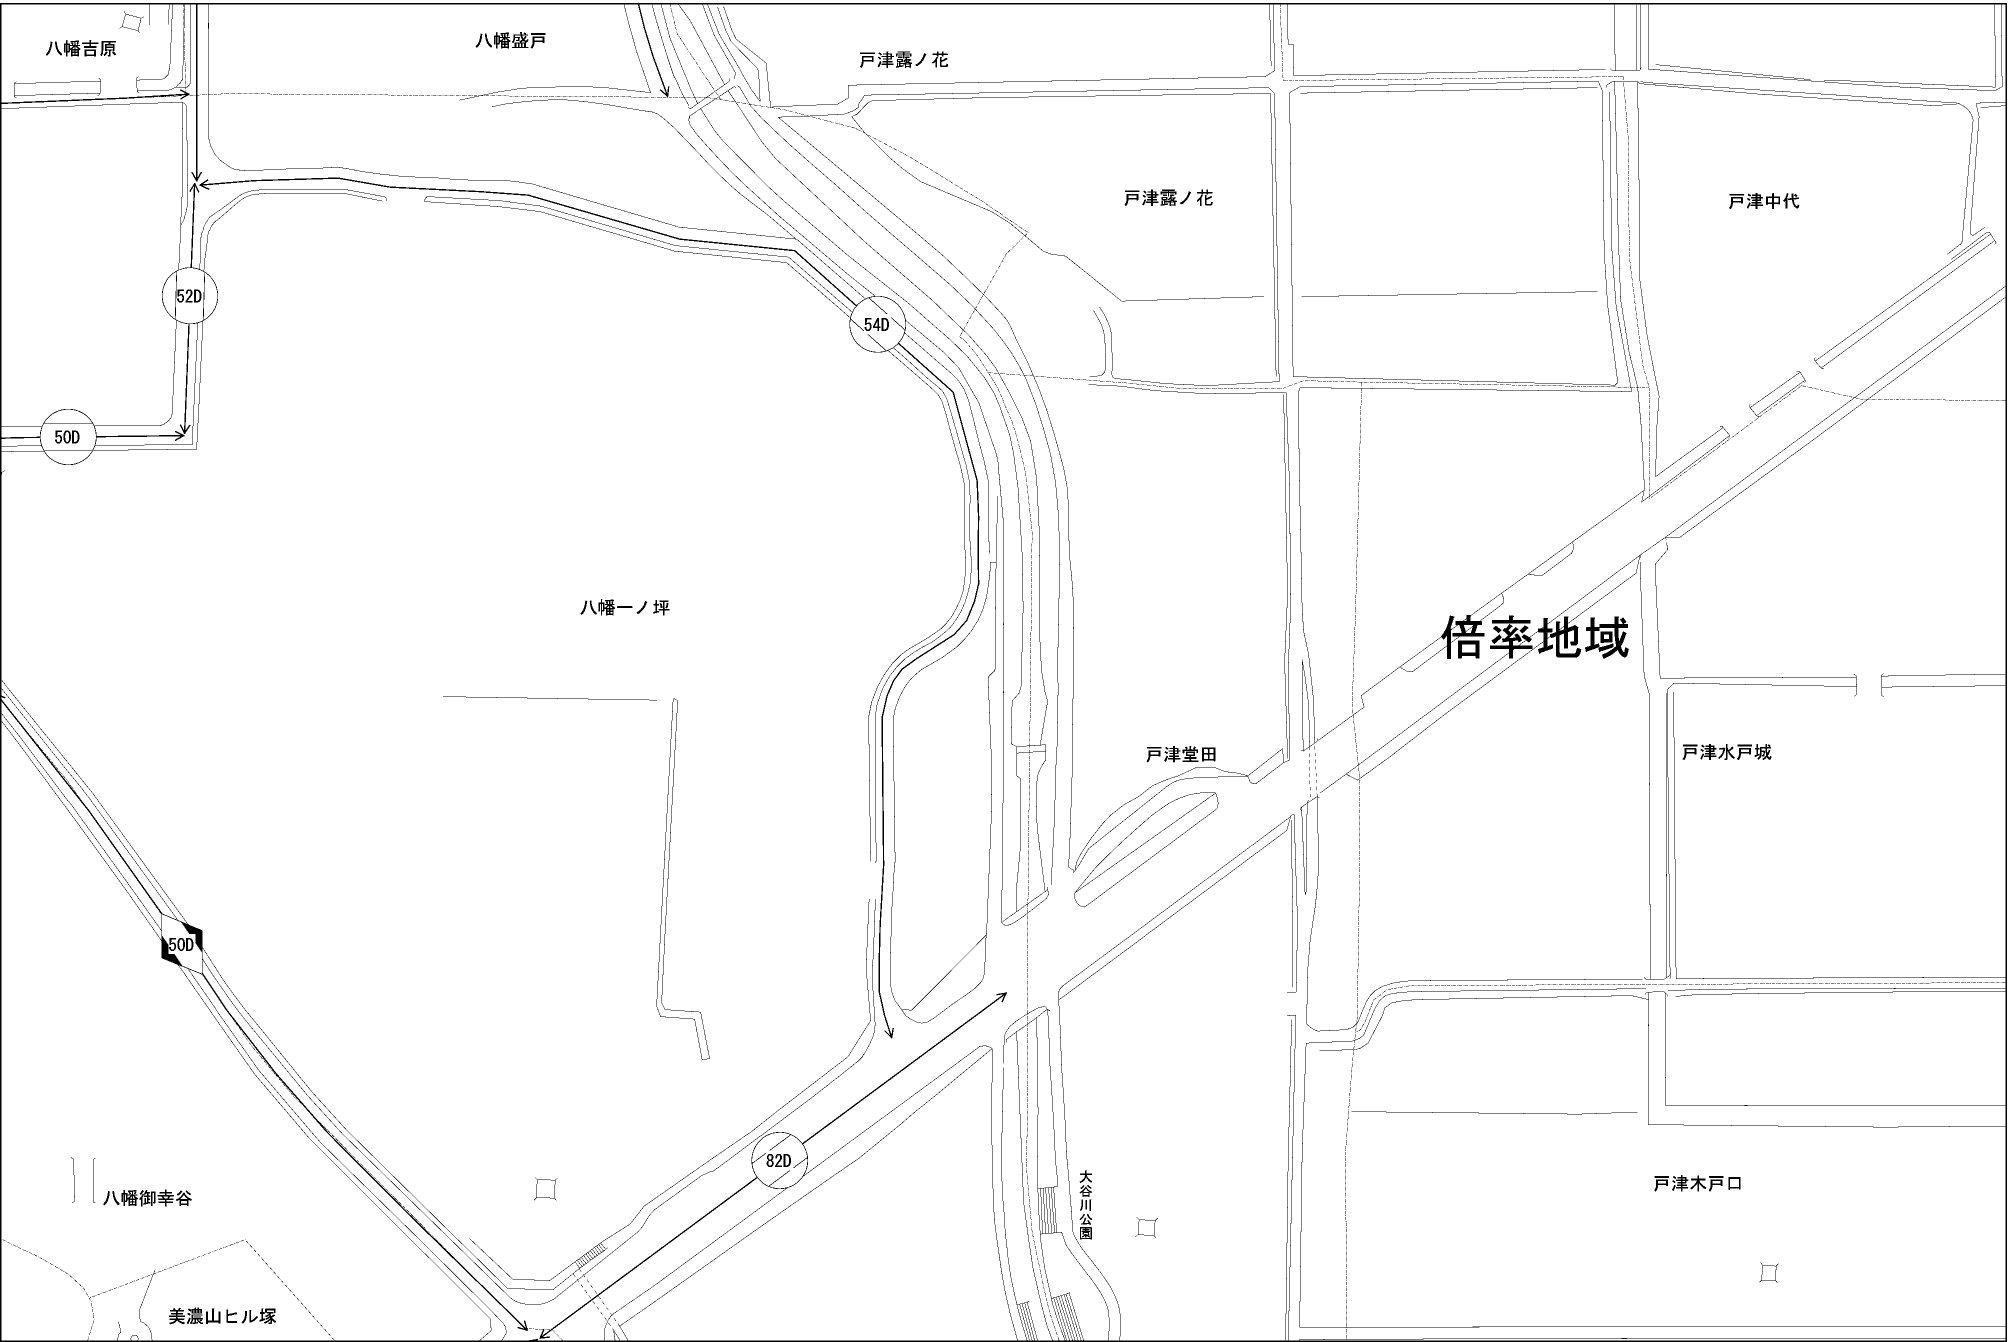 八幡吉原
八幡盛戸
戸津露ノ花
戸津露ノ花
戸津中代
52D
54D
50D
八幡一ノ坪
倍率地域
戸津堂田
戸津水戸城
50D
82D
大谷川公園
戸津木戸口
八幡御幸谷
美濃山ヒル塚